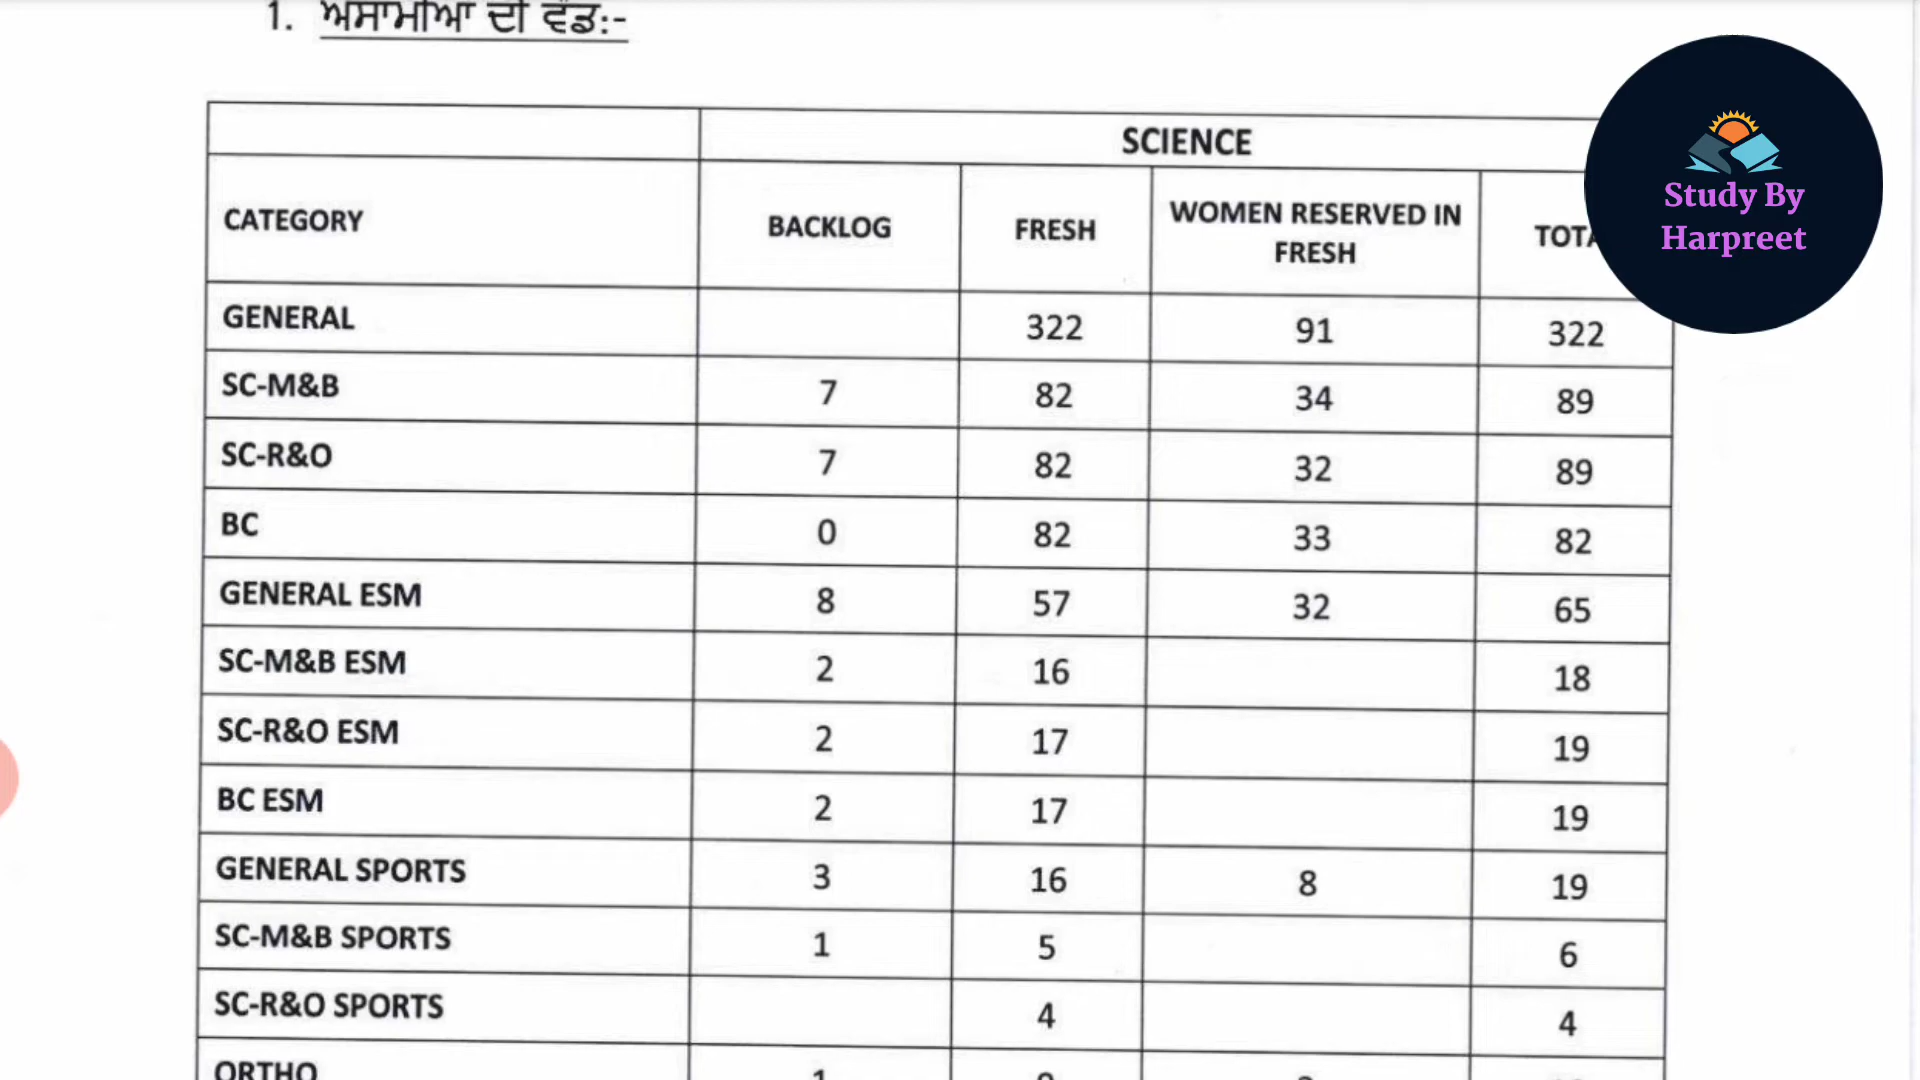 1. ਅਸਾਮੀਆਂ ਦੀ ਵੰਡ:-
SCIENCE
CATEGORY BACKLOG FRESH WOMEN RESERVED IN FRESH
GENERAL 322 91 322
SC-M&B 7 82 34 89
SC-R&O 7 82 32 89
BC 0 82 33 82
GENERAL ESM 8 57 32 65
SC-M&B ESM 2 16 18
SC-R&O ESM 2 17 19
BC ESM 2 17 19
GENERAL SPORTS 3 16 8 19
SC-M&B SPORTS 1 5 6
SC-R&O SPORTS 4 4
ORTHO 1
Study By
Harpreet